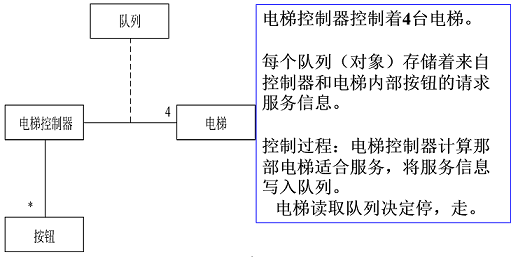 队列
电梯控制器
4
电梯
*
按钮
电梯控制器控制着4台电梯。
每个队列（对象）存储着来自
控制器和电梯内部按钮的请求
服务信息。
控制过程：电梯控制器计算那
部电梯适合服务，将服务信息
写入队列。
电梯读取队列决定停，走。